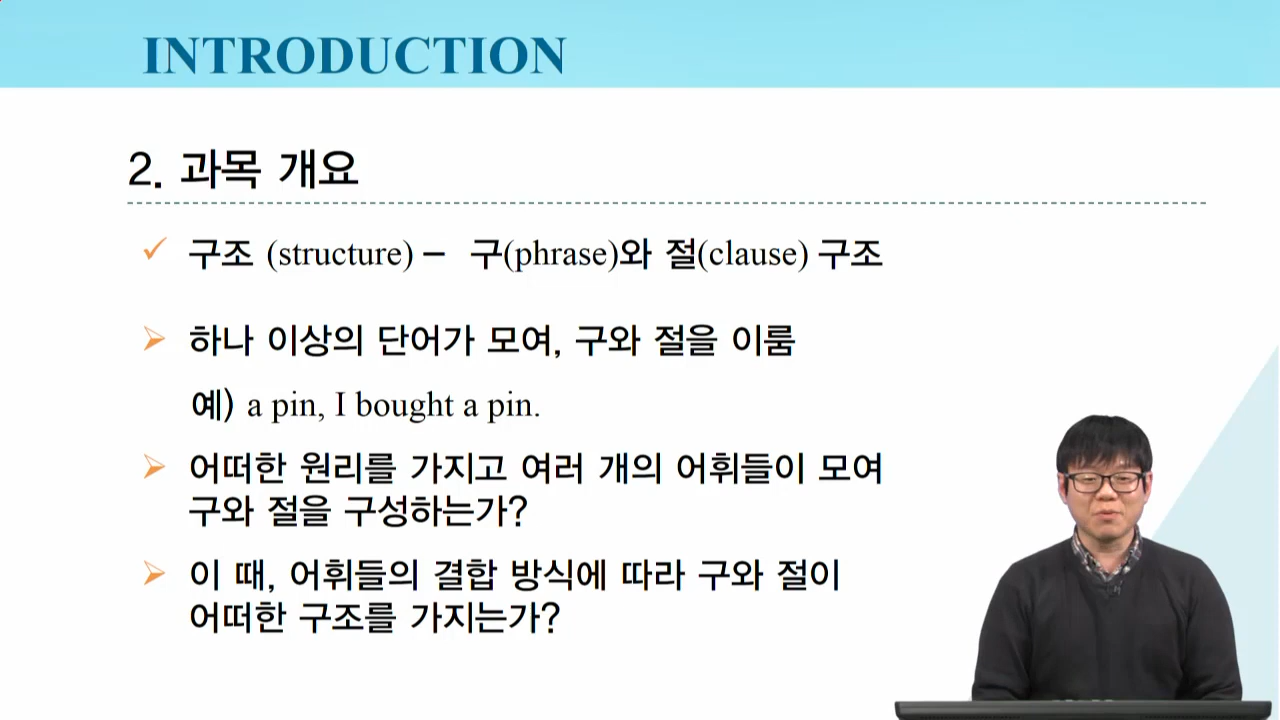 INTRODUCTION
2. 과목 개요
✓ 구조 (structure) – 구(phrase)와 절(clause) 구조
➢ 하나 이상의 단어가 모여, 구와 절을 이룸
예) a pin, I bought a pin.
➢ 어떠한 원리를 가지고 여러 개의 어휘들이 모여
구와 절을 구성하는가?
➢ 이 때, 어휘들의 결합 방식에 따라 구와 절이
어떠한 구조를 가지는가?